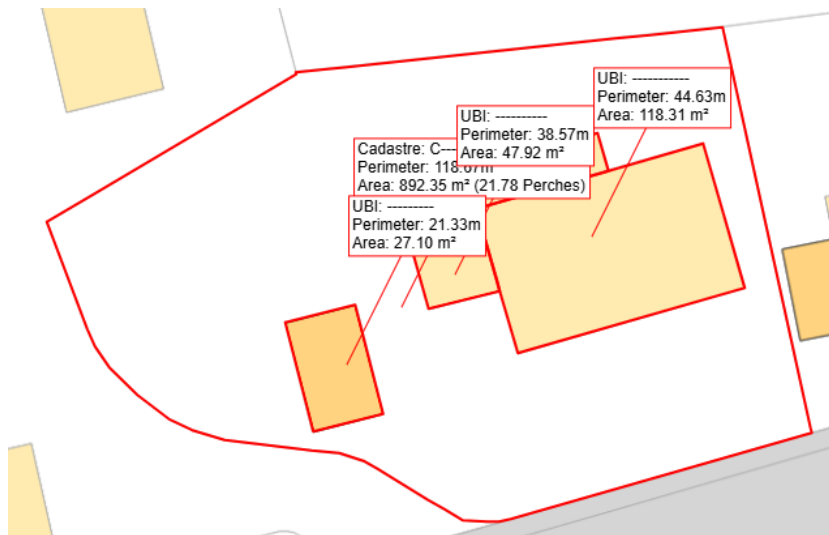 UBI: -----------
Perimeter: 44.63m
Area: 118.31 m²
UBI: ----------
Perimeter: 38.57m
Area: 47.92 m²
Cadastre: C---
Perimeter: 118.67m
Area: 892.35 m² (21.78 Perches)
UBI: ---------
Perimeter: 21.33m
Area: 27.10 m²